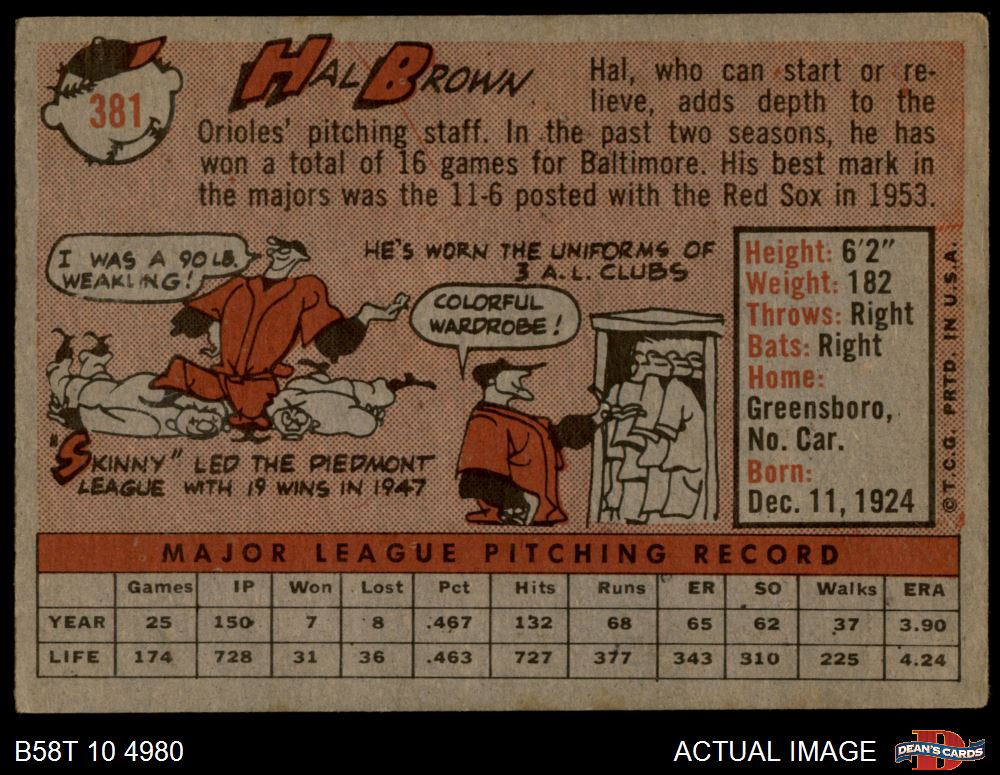 381
HAL BROWN
Hal, who can start or re-
lieve, adds depth to the
Orioles' pitching staff. In the past two seasons, he has
won a total of 16 games for Baltimore. His best mark in
the majors was the 11-6 posted with the Red Sox in 1953.
I WAS A 90 LB.
WEAKLING!
HE'S WORN THE UNIFORMS OF
3 A.L. CLUBS
COLORFUL
WARDROBE!
"SKINNY" LED THE PIEDMONT
LEAGUE WITH 19 WINS IN 1947
Height: 6'2"
Weight: 182
Throws: Right
Bats: Right
Home:
Greensboro,
No. Car.
Born:
Dec. 11, 1924
© T.C.G. PRTD. IN U.S.A.
MAJOR LEAGUE PITCHING RECORD
Games IP Won Lost Pct Hits Runs ER SO Walks ERA
YEAR 25 150 7 8 .467 132 68 65 62 37 3.90
LIFE 174 728 31 36 .463 727 377 343 310 225 4.24
B58T 10 4980
ACTUAL IMAGE
D
DEAN'S CARDS